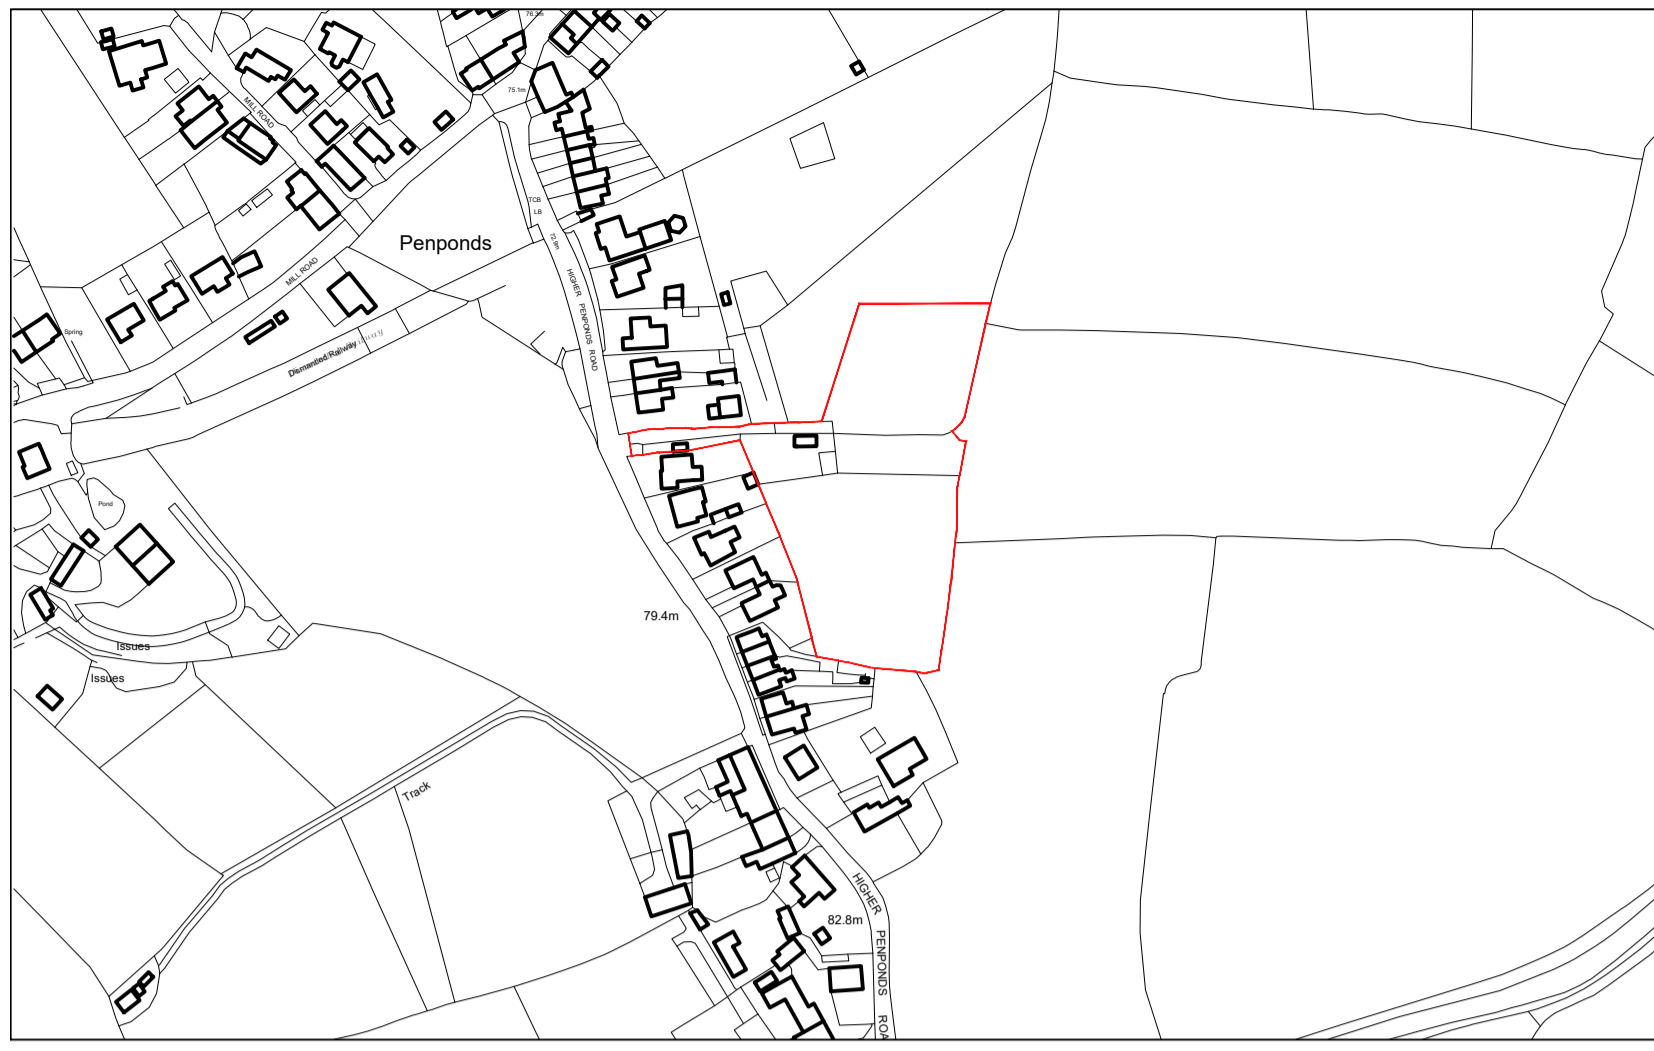 76.3m
75.1m
MILL ROAD
TCB
LB
72.9m
Penponds
MILL ROAD
HIGHER PENPONDS ROAD
Spring
Dismantled Railway
Pond
79.4m
Issues
Issues
Track
HIGHER PENPONDS ROA
82.8m